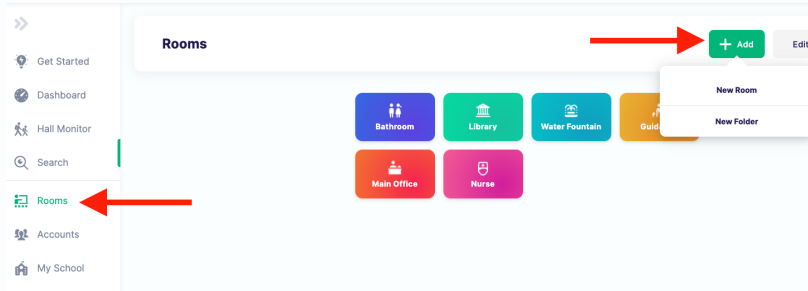 Rooms
Add
Edit
Get Started
Dashboard
Hall Monitor
Search
Rooms
Accounts
My School
New Room
New Folder
Bathroom
Library
Water Fountain
Guid
Main Office
Nurse